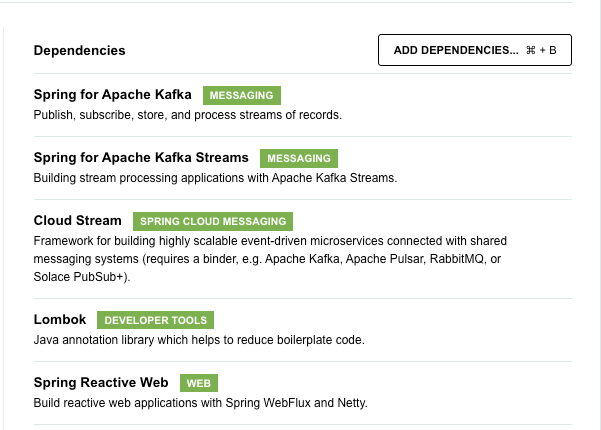 Dependencies ADD DEPENDENCIES... ⌘ + B
Spring for Apache Kafka MESSAGING
Publish, subscribe, store, and process streams of records.
Spring for Apache Kafka Streams MESSAGING
Building stream processing applications with Apache Kafka Streams.
Cloud Stream SPRING CLOUD MESSAGING
Framework for building highly scalable event-driven microservices connected with shared
messaging systems (requires a binder, e.g. Apache Kafka, Apache Pulsar, RabbitMQ, or
Solace PubSub+).
Lombok DEVELOPER TOOLS
Java annotation library which helps to reduce boilerplate code.
Spring Reactive Web WEB
Build reactive web applications with Spring WebFlux and Netty.